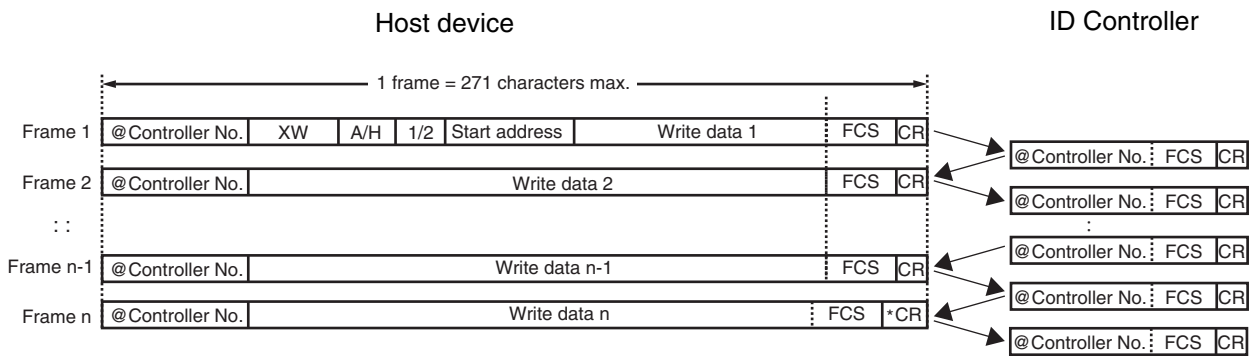 Host device
ID Controller
1 frame = 271 characters max.
Frame 1 @Controller No. XW A/H 1/2 Start address Write data 1 FCS CR
@Controller No. FCS CR
Frame 2 @Controller No. Write data 2 FCS CR
@Controller No. FCS CR
: :
:
@Controller No. FCS CR
Frame n-1 @Controller No. Write data n-1 FCS CR
@Controller No. FCS CR
Frame n @Controller No. Write data n FCS *CR
@Controller No. FCS CR